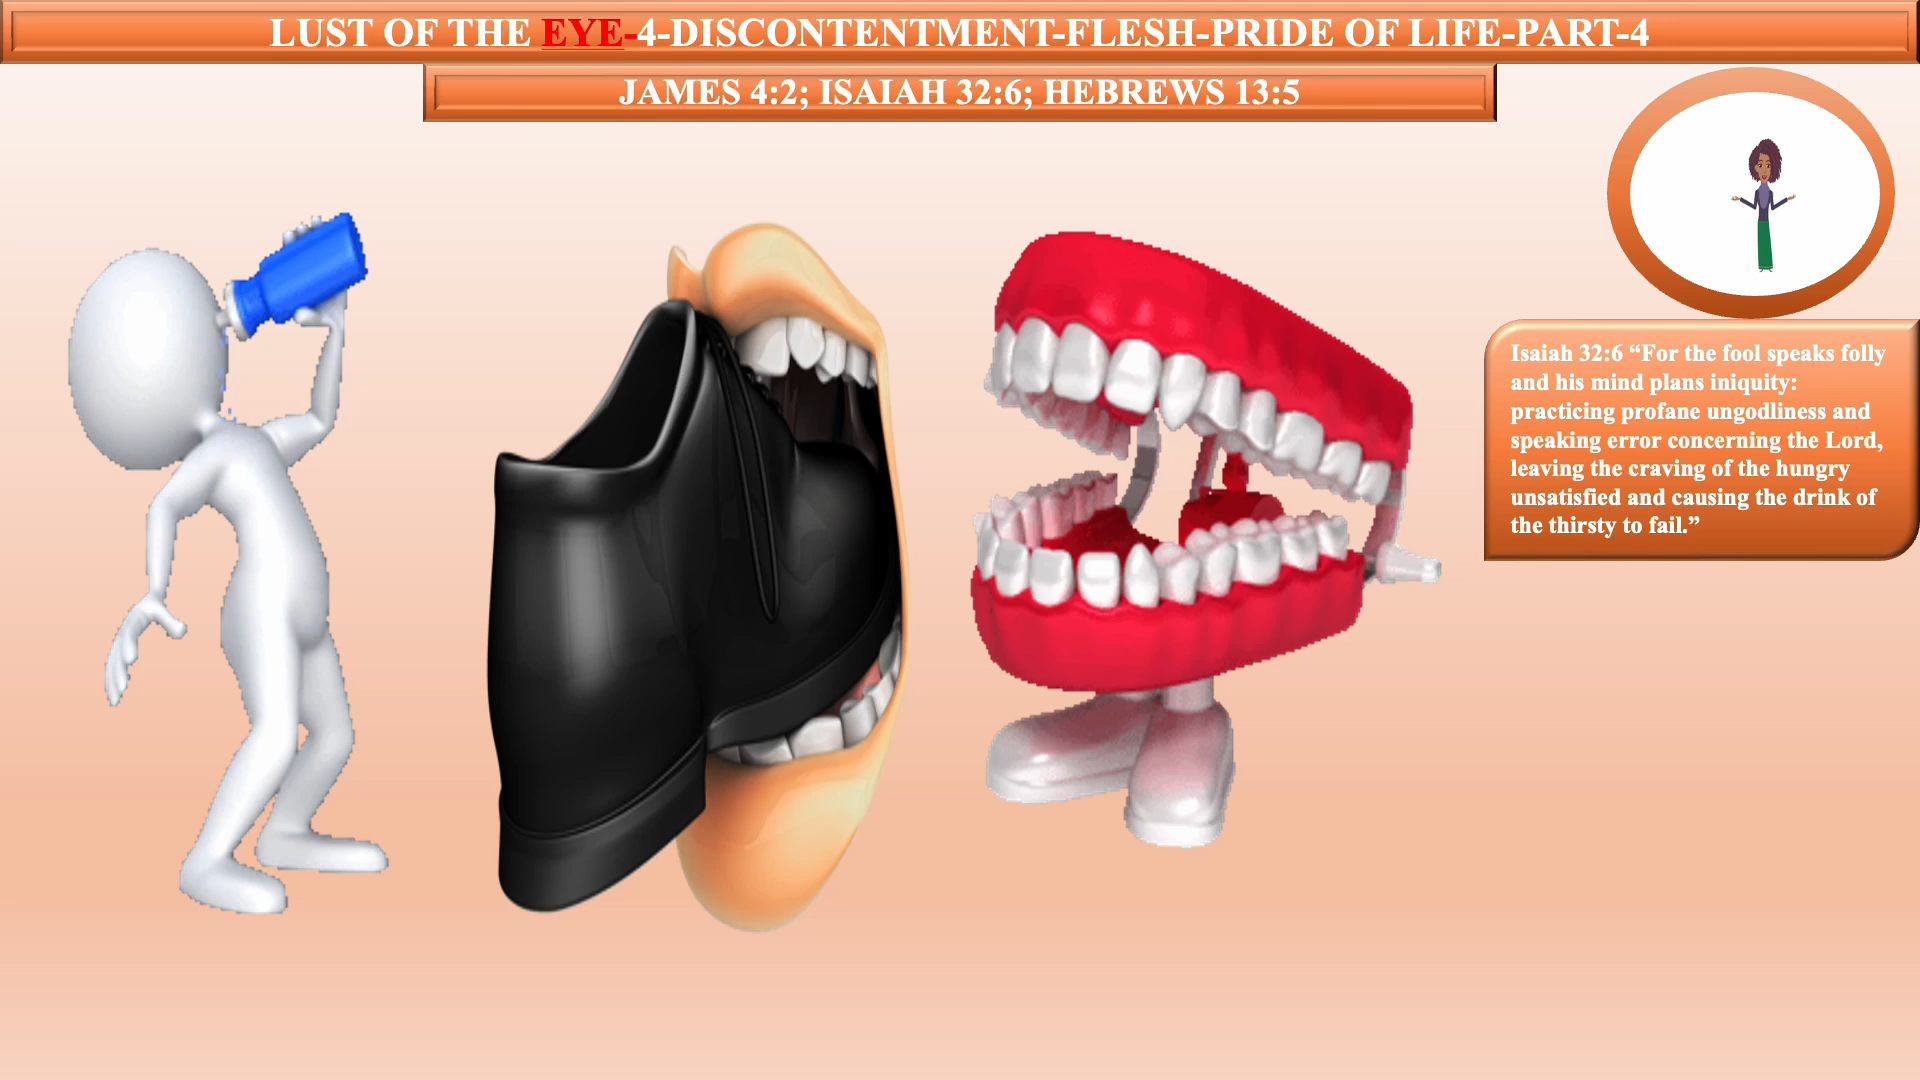 LUST OF THE EYE-4-DISCONTENTMENT-FLESH-PRIDE OF LIFE-PART-4
JAMES 4:2; ISAIAH 32:6; HEBREWS 13:5
Isaiah 32:6 “For the fool speaks folly
and his mind plans iniquity:
practicing profane ungodliness and
speaking error concerning the Lord,
leaving the craving of the hungry
unsatisfied and causing the drink of
the thirsty to fail.”